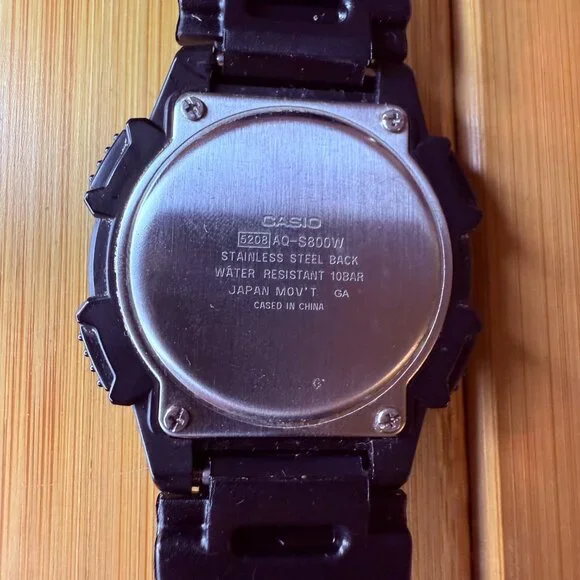 CASIO
5208 AQ-S800W
STAINLESS STEEL BACK
WATER RESISTANT 10BAR
JAPAN MOV'T GA
CASED IN CHINA
G